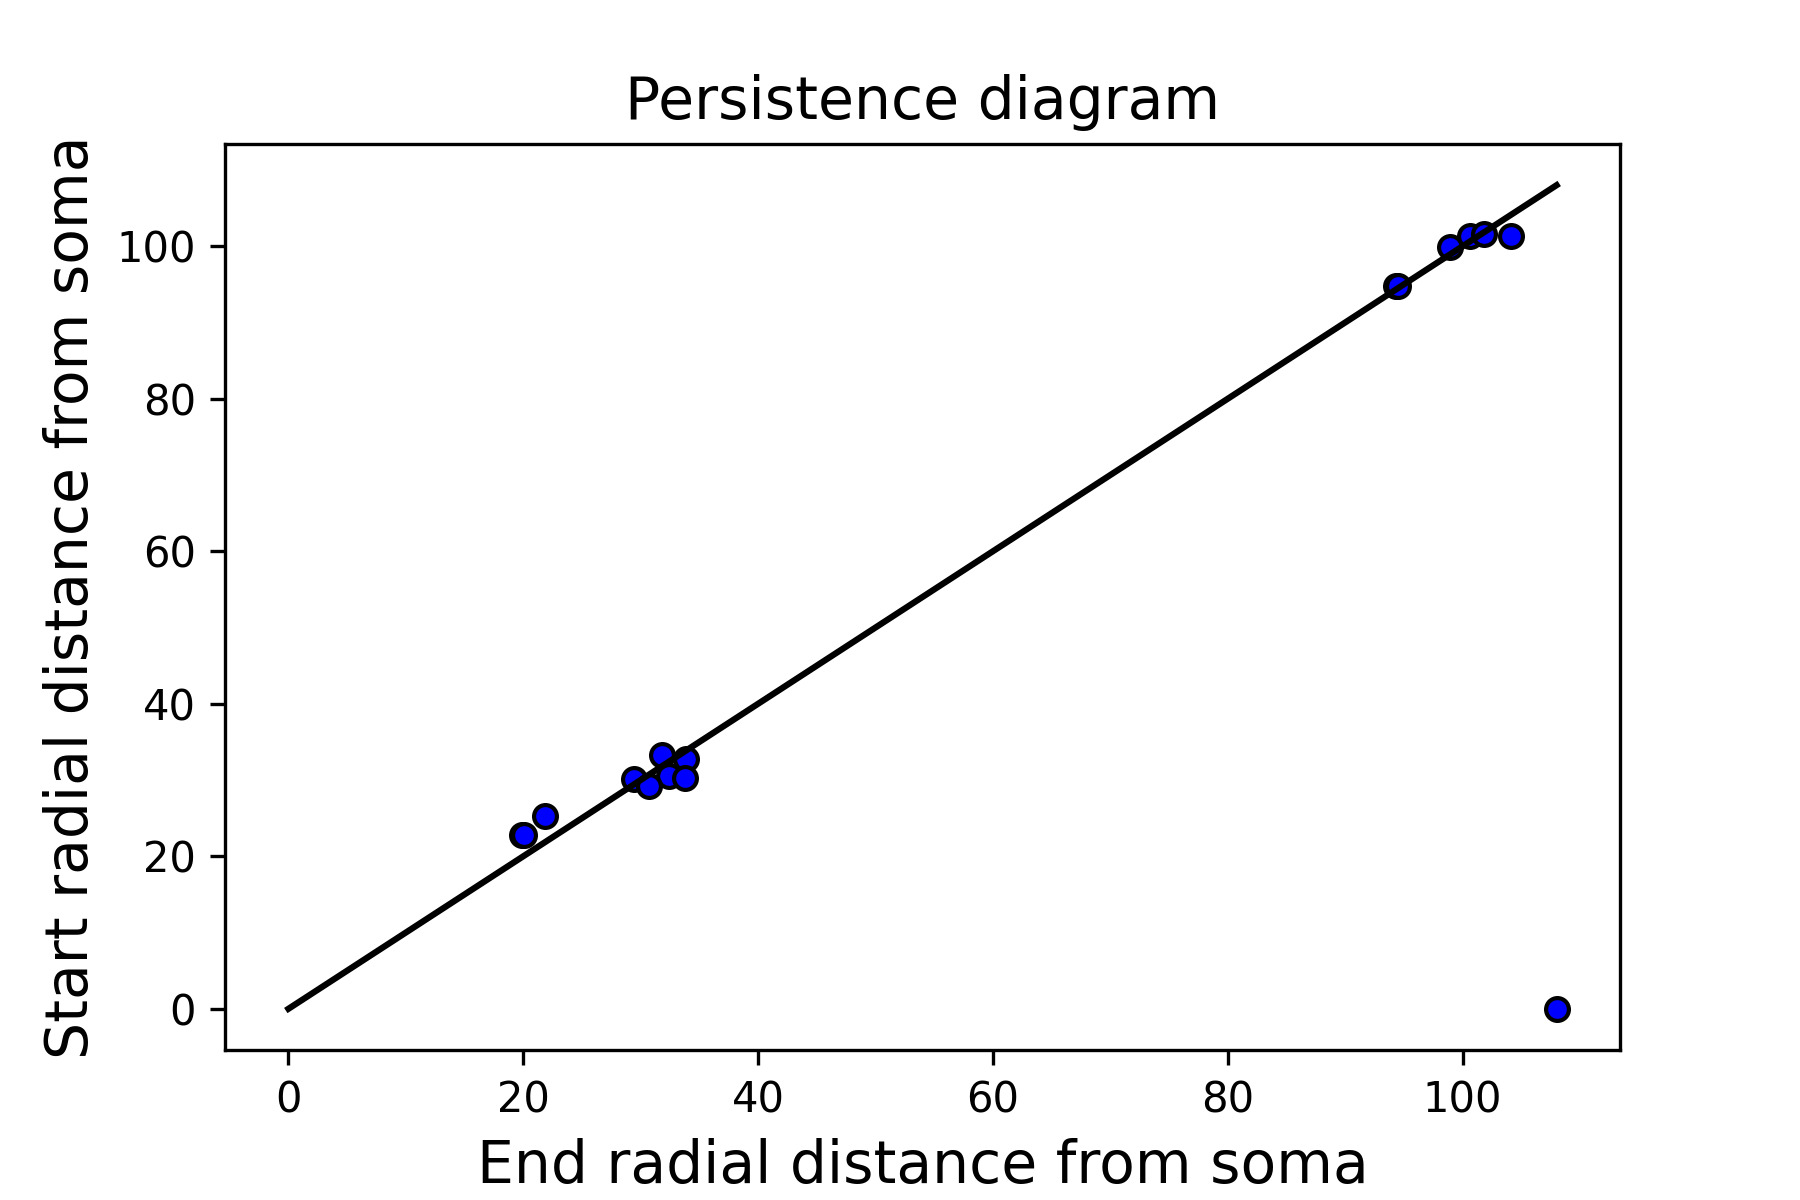 Persistence diagram
Start radial distance from soma
100
80
60
40
20
0
0 20 40 60 80 100
End radial distance from soma